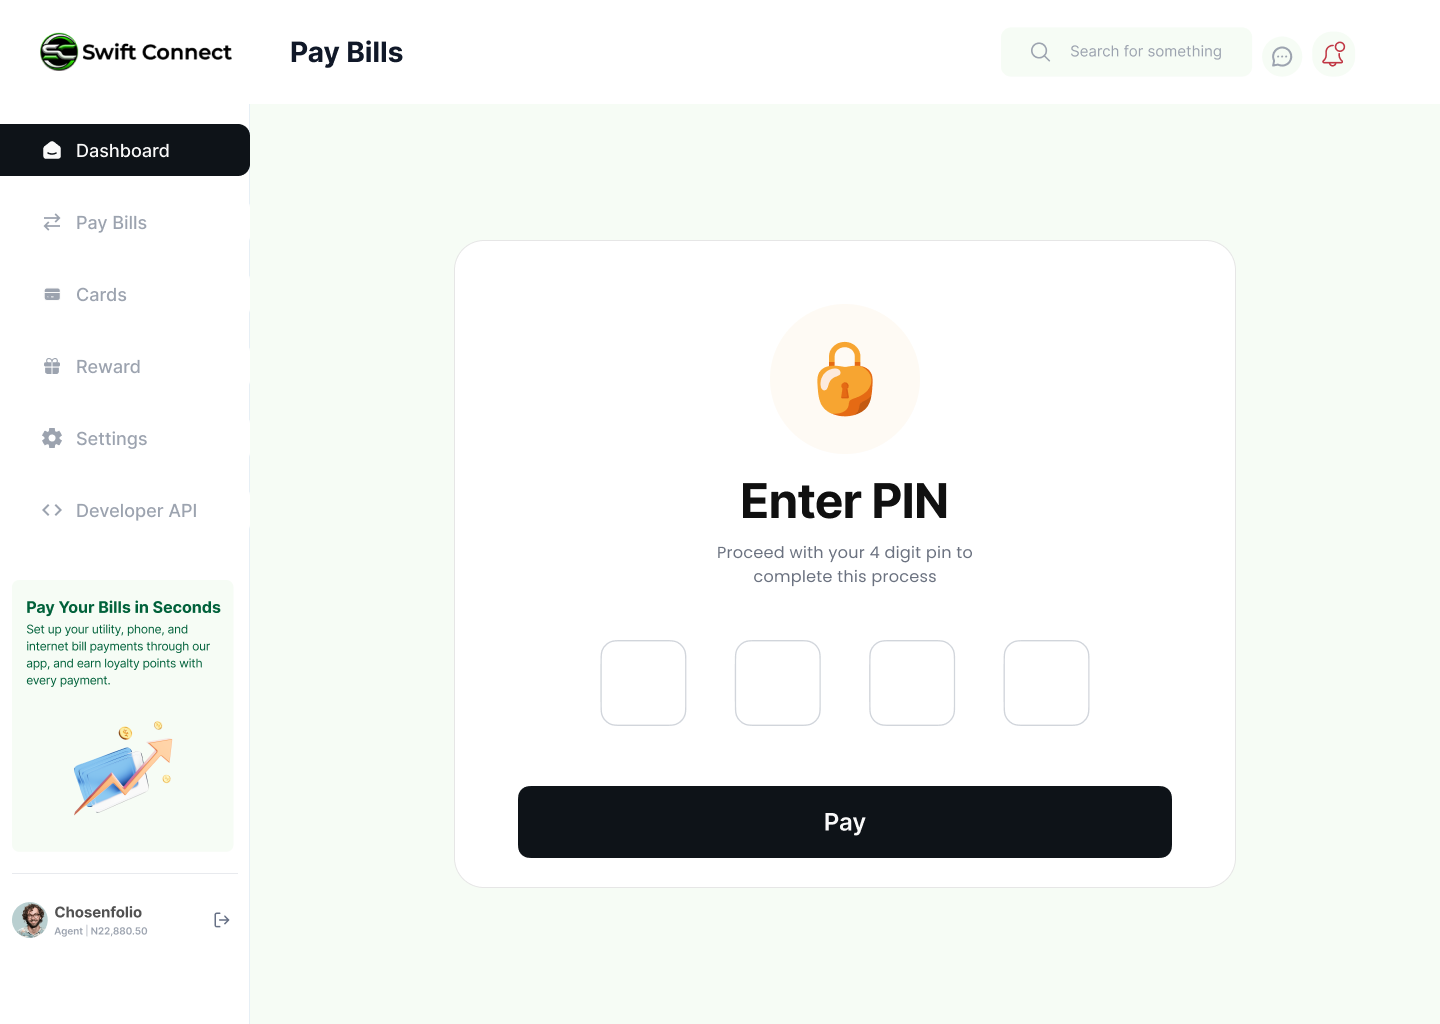 Swift Connect
Pay Bills
Search for something
Dashboard
Pay Bills
Cards
Reward
Settings
Developer API
Pay Your Bills in Seconds
Set up your utility, phone, and
internet bill payments through our
app, and earn loyalty points with
every payment.
Chosenfolio
Agent | N22,880.50
Enter PIN
Proceed with your 4 digit pin to
complete this process
Pay